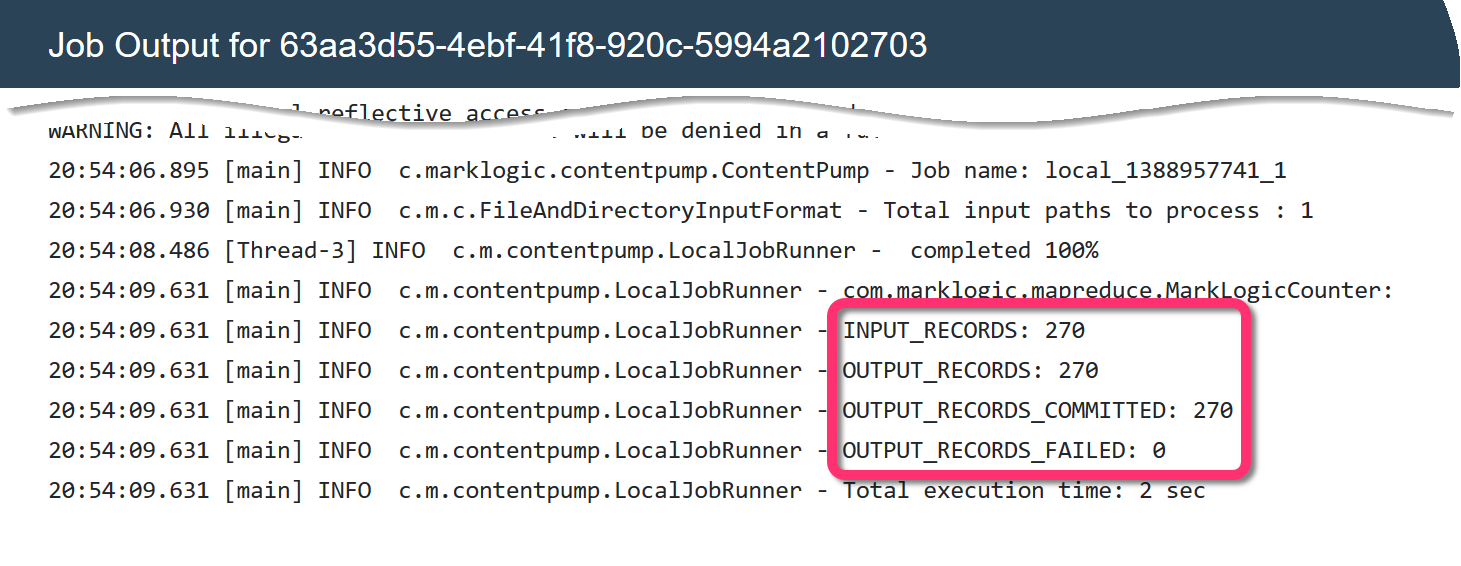 Job Output for 63aa3d55-4ebf-41f8-920c-5994a2102703
reflective access
WARNING: All will be denied in a
20:54:06.895 [main] INFO  c.marklogic.contentpump.ContentPump - Job name: local_1388957741_1
20:54:06.930 [main] INFO  c.m.c.FileAndDirectoryInputFormat - Total input paths to process : 1
20:54:08.486 [Thread-3] INFO  c.m.contentpump.LocalJobRunner -  completed 100%
20:54:09.631 [main] INFO  c.m.contentpump.LocalJobRunner - com.marklogic.mapreduce.MarkLogicCounter:
20:54:09.631 [main] INFO  c.m.contentpump.LocalJobRunner - INPUT_RECORDS: 270
20:54:09.631 [main] INFO  c.m.contentpump.LocalJobRunner - OUTPUT_RECORDS: 270
20:54:09.631 [main] INFO  c.m.contentpump.LocalJobRunner - OUTPUT_RECORDS_COMMITTED: 270
20:54:09.631 [main] INFO  c.m.contentpump.LocalJobRunner - OUTPUT_RECORDS_FAILED: 0
20:54:09.631 [main] INFO  c.m.contentpump.LocalJobRunner - Total execution time: 2 sec